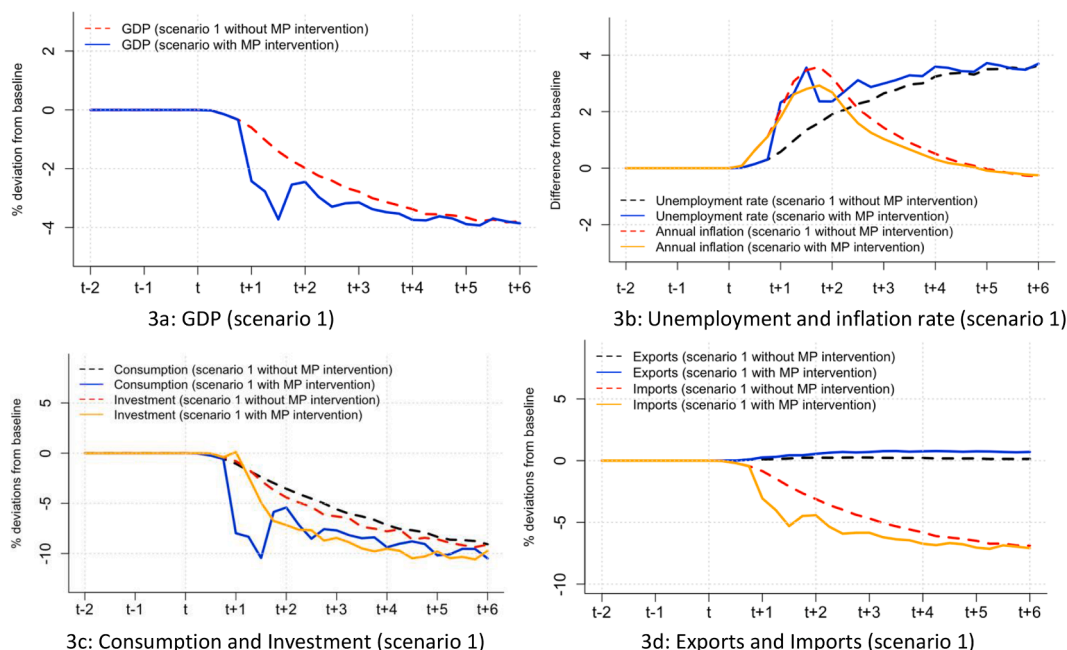 GDP (scenario 1 without MP intervention)
GDP (scenario with MP intervention)
% deviation from baseline
2
0
-2
-4
t-2 t-1 t t+1 t+2 t+3 t+4 t+5 t+6
3a: GDP (scenario 1)
Difference from baseline
4
2
0
-2
Unemployment rate (scenario 1 without MP intervention)
Unemployment rate (scenario with MP intervention)
Annual inflation (scenario 1 without MP intervention)
Annual inflation (scenario with MP intervention)
t-2 t-1 t t+1 t+2 t+3 t+4 t+5 t+6
3b: Unemployment and inflation rate (scenario 1)
Consumption (scenario 1 without MP intervention)
Consumption (scenario 1 with MP intervention)
Investment (scenario 1 without MP intervention)
Investment (scenario 1 with MP intervention)
% deviations from baseline
5
0
-5
-10
t-2 t-1 t t+1 t+2 t+3 t+4 t+5 t+6
3c: Consumption and Investment (scenario 1)
Exports (scenario 1 without MP intervention)
Exports (scenario 1 with MP intervention)
Imports (scenario 1 without MP intervention)
Imports (scenario 1 with MP intervention)
% deviations from baseline
5
0
-5
-10
t-2 t-1 t t+1 t+2 t+3 t+4 t+5 t+6
3d: Exports and Imports (scenario 1)